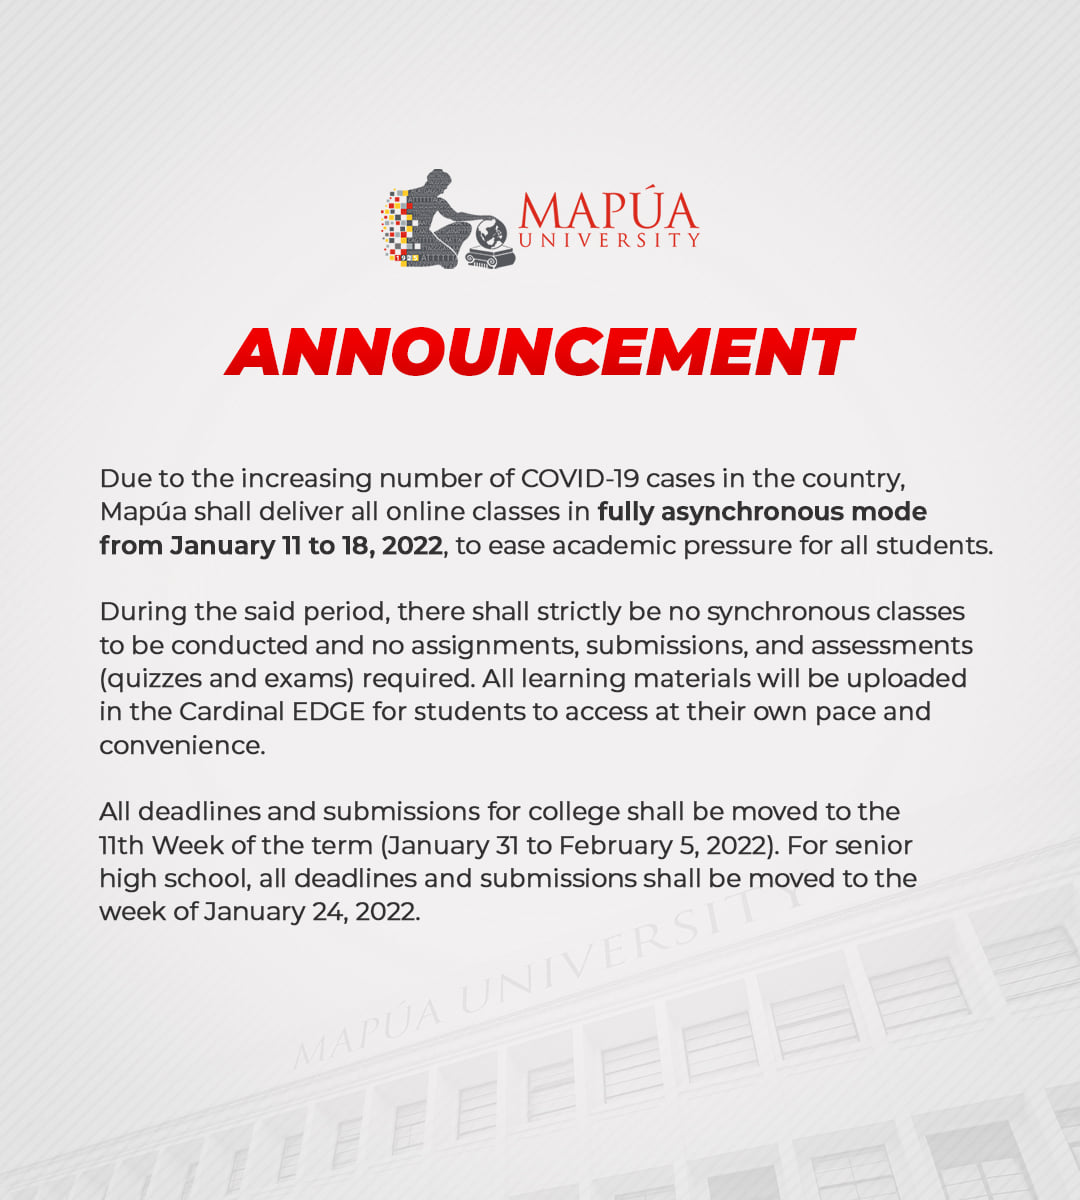 MAPÚA
UNIVERSITY
1925
ANNOUNCEMENT
Due to the increasing number of COVID-19 cases in the country,
Mapúa shall deliver all online classes in fully asynchronous mode
from January 11 to 18, 2022, to ease academic pressure for all students.
During the said period, there shall strictly be no synchronous classes
to be conducted and no assignments, submissions, and assessments
(quizzes and exams) required. All learning materials will be uploaded
in the Cardinal EDGE for students to access at their own pace and
convenience.
All deadlines and submissions for college shall be moved to the
11th Week of the term (January 31 to February 5, 2022). For senior
high school, all deadlines and submissions shall be moved to the
week of January 24, 2022.
MAPÚA UNIVERSITY